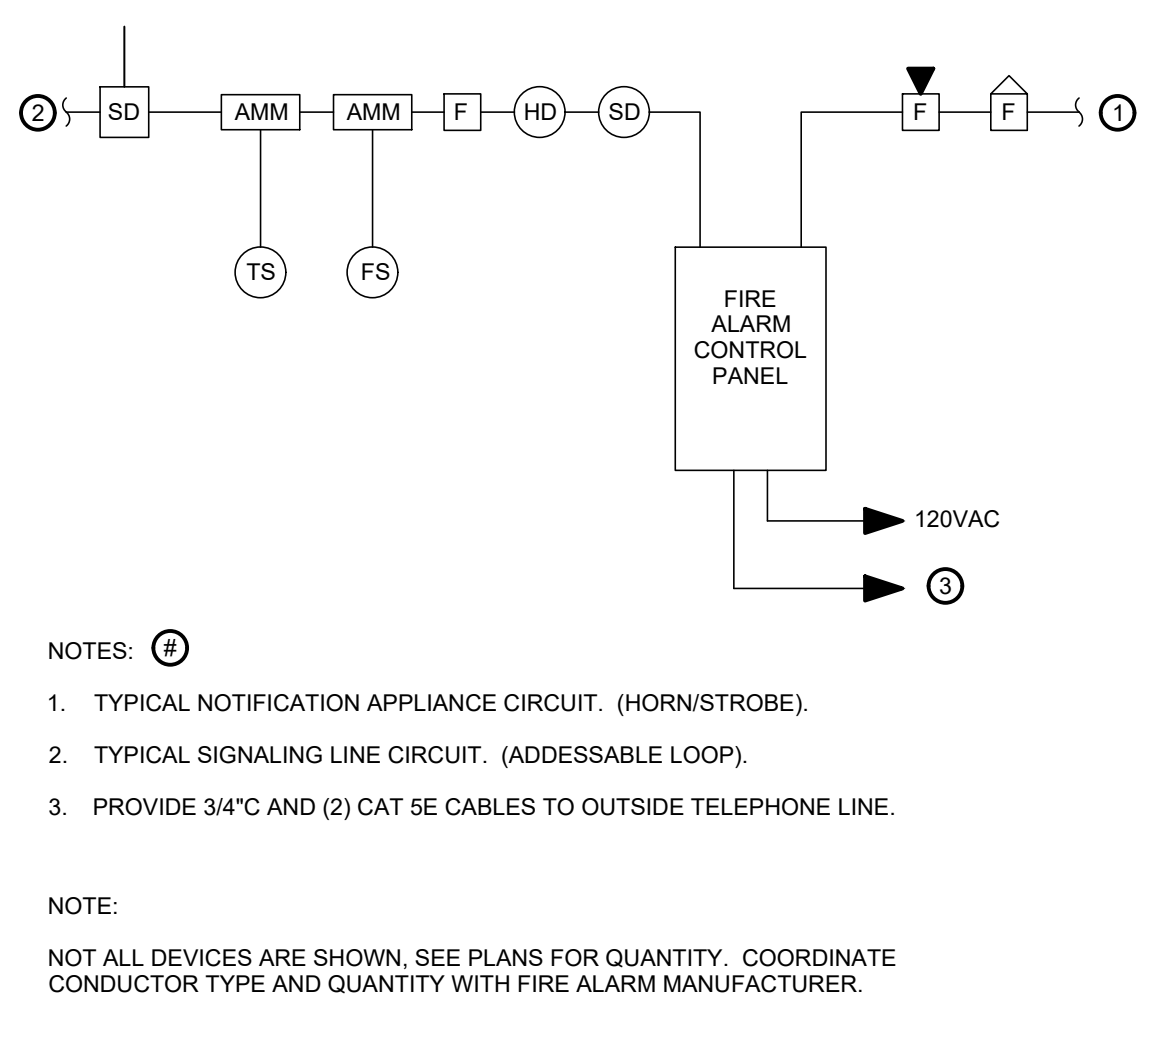 2 SD AMM AMM F HD SD F F 1
TS FS
FIRE
ALARM
CONTROL
PANEL
120VAC
3
NOTES: #
1. TYPICAL NOTIFICATION APPLIANCE CIRCUIT. (HORN/STROBE).
2. TYPICAL SIGNALING LINE CIRCUIT. (ADDESSABLE LOOP).
3. PROVIDE 3/4"C AND (2) CAT 5E CABLES TO OUTSIDE TELEPHONE LINE.
NOTE:
NOT ALL DEVICES ARE SHOWN, SEE PLANS FOR QUANTITY. COORDINATE
CONDUCTOR TYPE AND QUANTITY WITH FIRE ALARM MANUFACTURER.